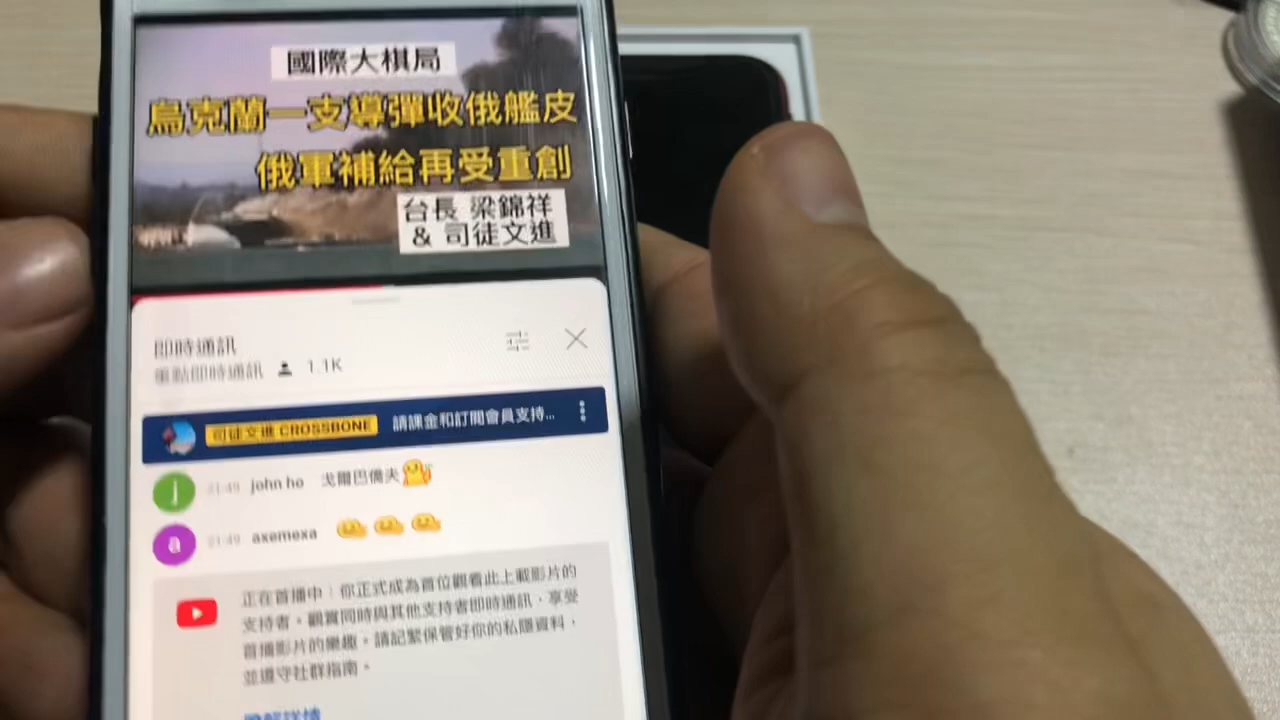 國際大棋局
烏克蘭一支導彈收俄艦皮
俄軍補給再受重創
台長 梁錦祥
& 司徒文進
即時通訊
重點即時通訊 1.1K
司徒文進 CROSSBONE 請課金和訂閱會員支持...
j 21:49 john ho 戈爾巴僑夫
a 21:49 axemexa
正在首播中：你正式成為首位觀看此上載影片的
支持者。觀賞同時與其他支持者即時通訊，享受
首播影片的樂趣。請記緊保管好你的私隱資料，
並遵守社群指南。
瞭解詳情